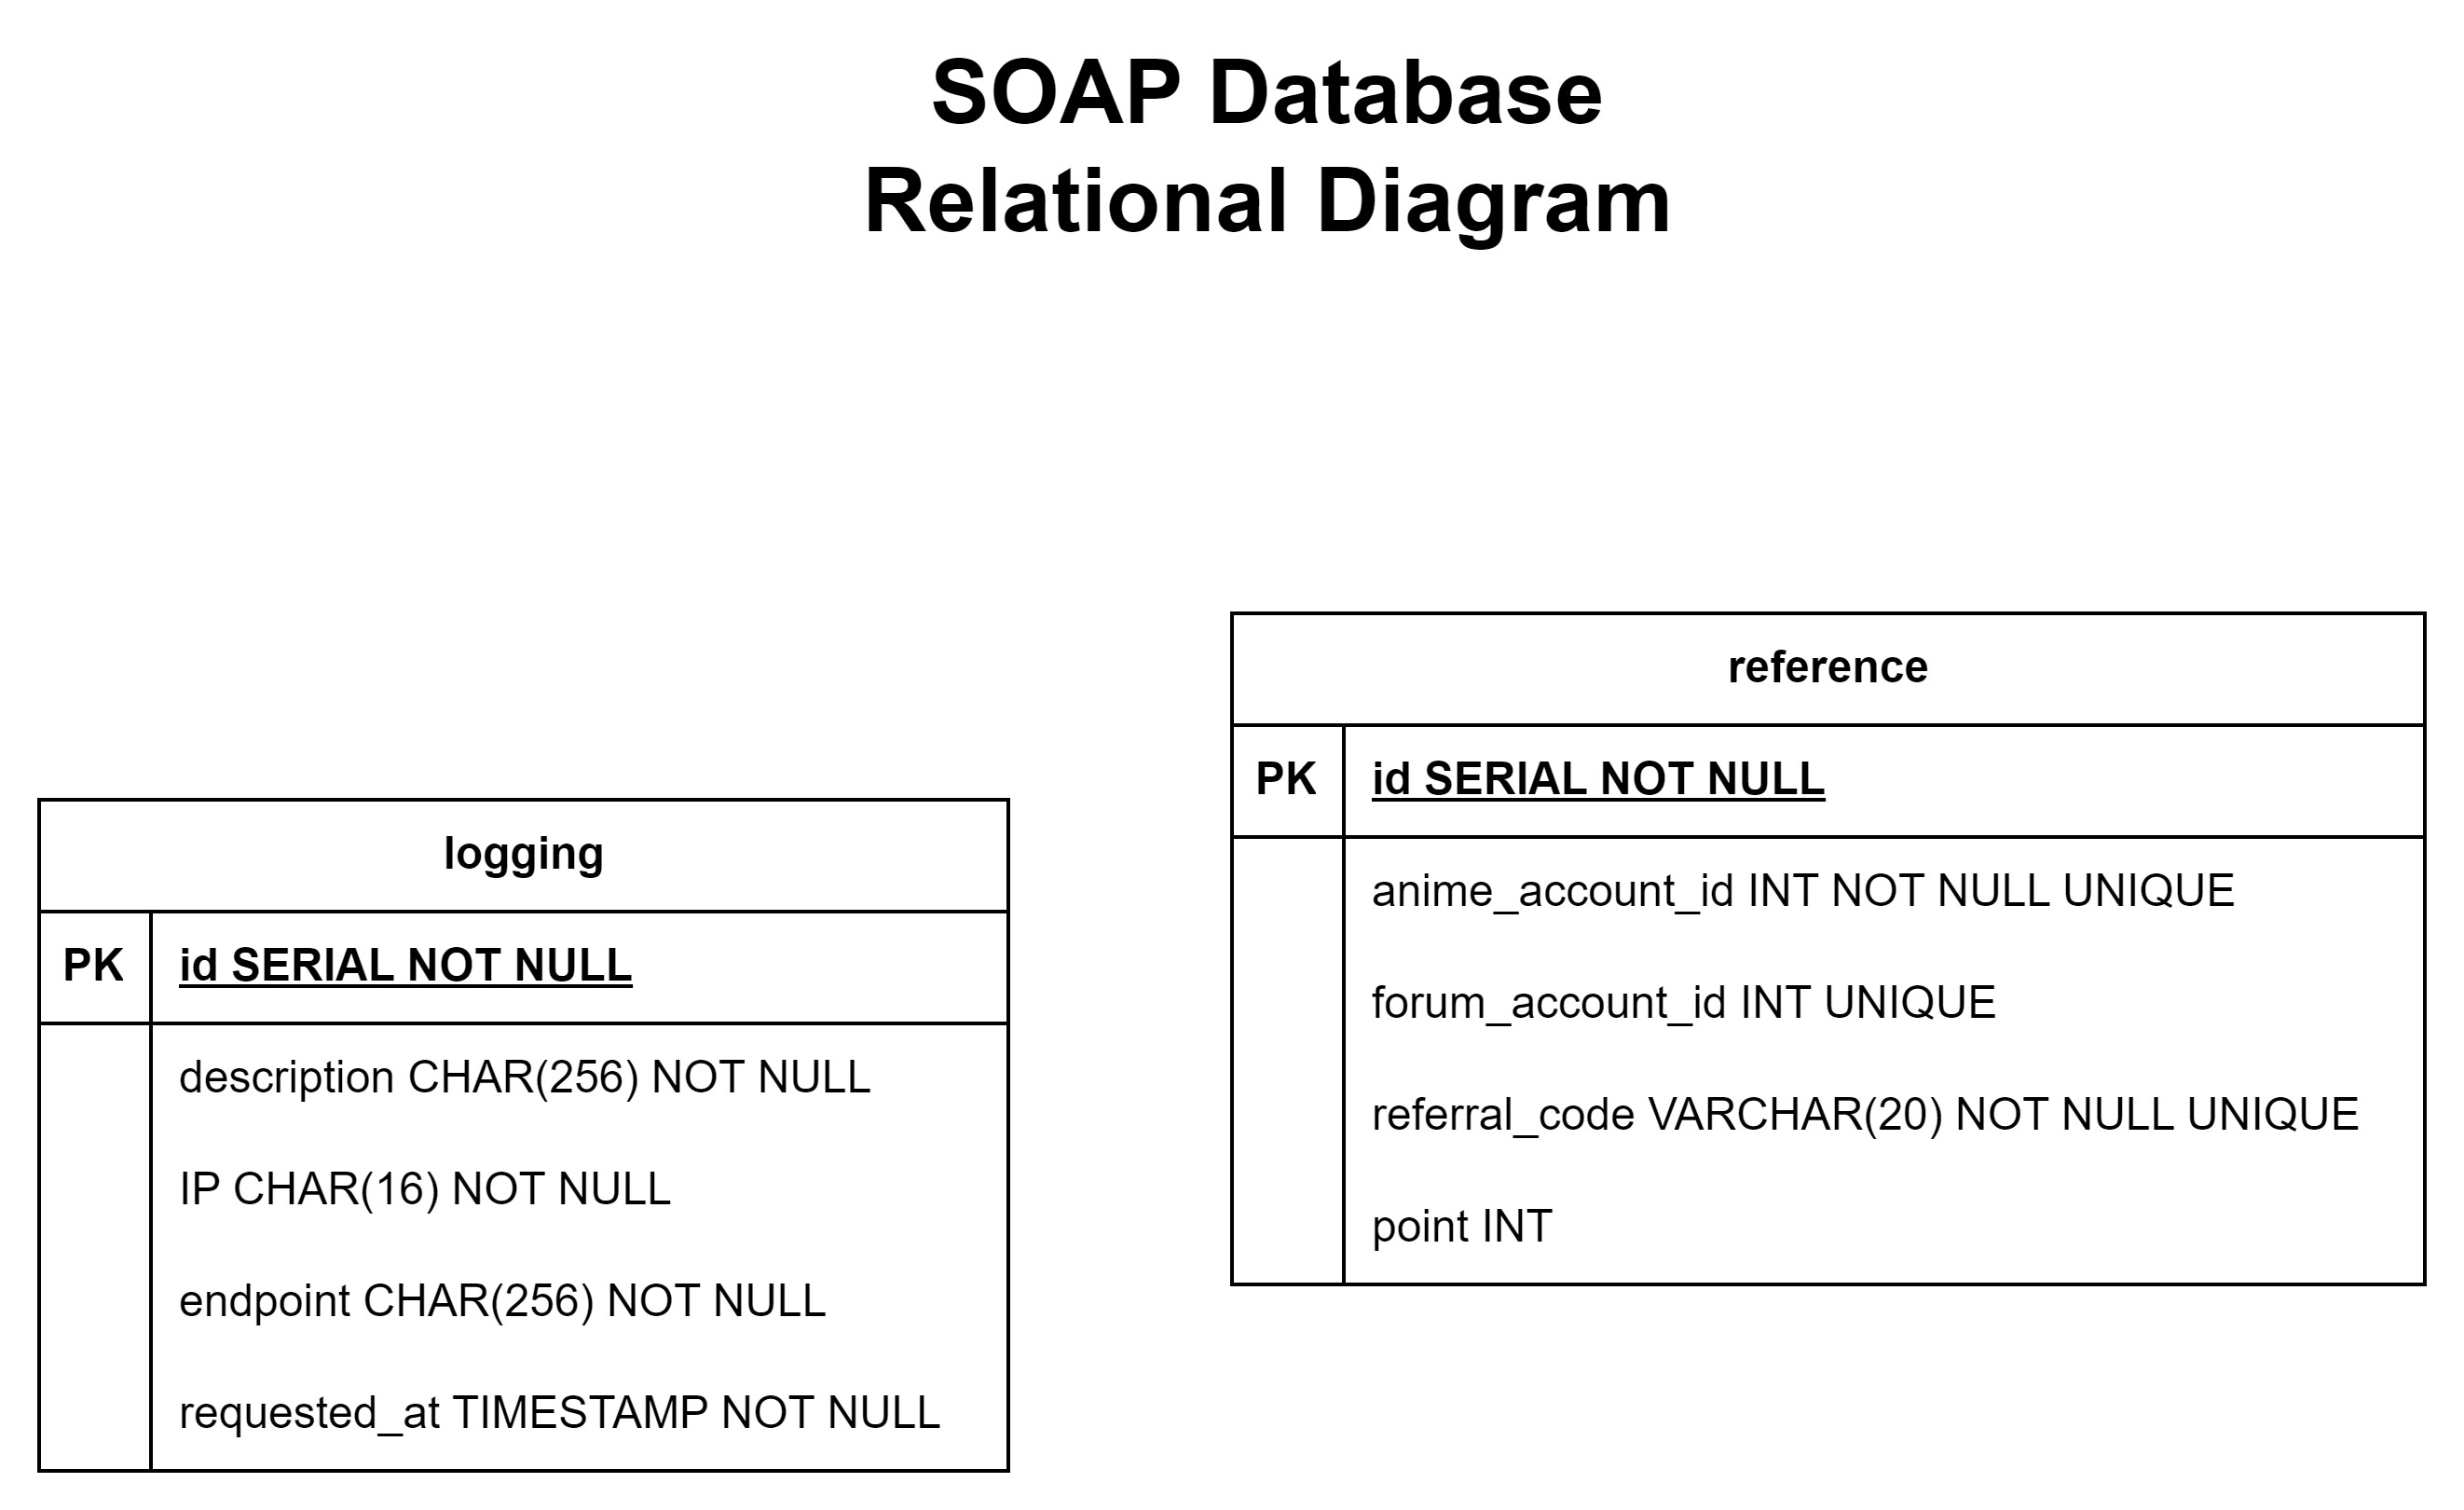 SOAP Database
Relational Diagram
logging
PK id SERIAL NOT NULL
description CHAR(256) NOT NULL
IP CHAR(16) NOT NULL
endpoint CHAR(256) NOT NULL
requested_at TIMESTAMP NOT NULL
reference
PK id SERIAL NOT NULL
anime_account_id INT NOT NULL UNIQUE
forum_account_id INT UNIQUE
referral_code VARCHAR(20) NOT NULL UNIQUE
point INT